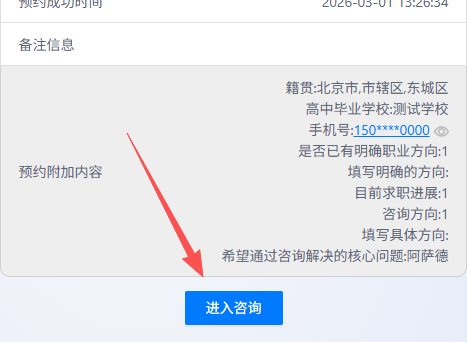 预约成功时间 2026-03-01 13:26:34
备注信息
籍贯:北京市,市辖区,东城区
高中毕业学校:测试学校
手机号:150****0000
是否已有明确职业方向:1
预约附加内容
填写明确的方向:
目前求职进展:1
咨询方向:1
填写具体方向:
希望通过咨询解决的核心问题:阿萨德
进入咨询